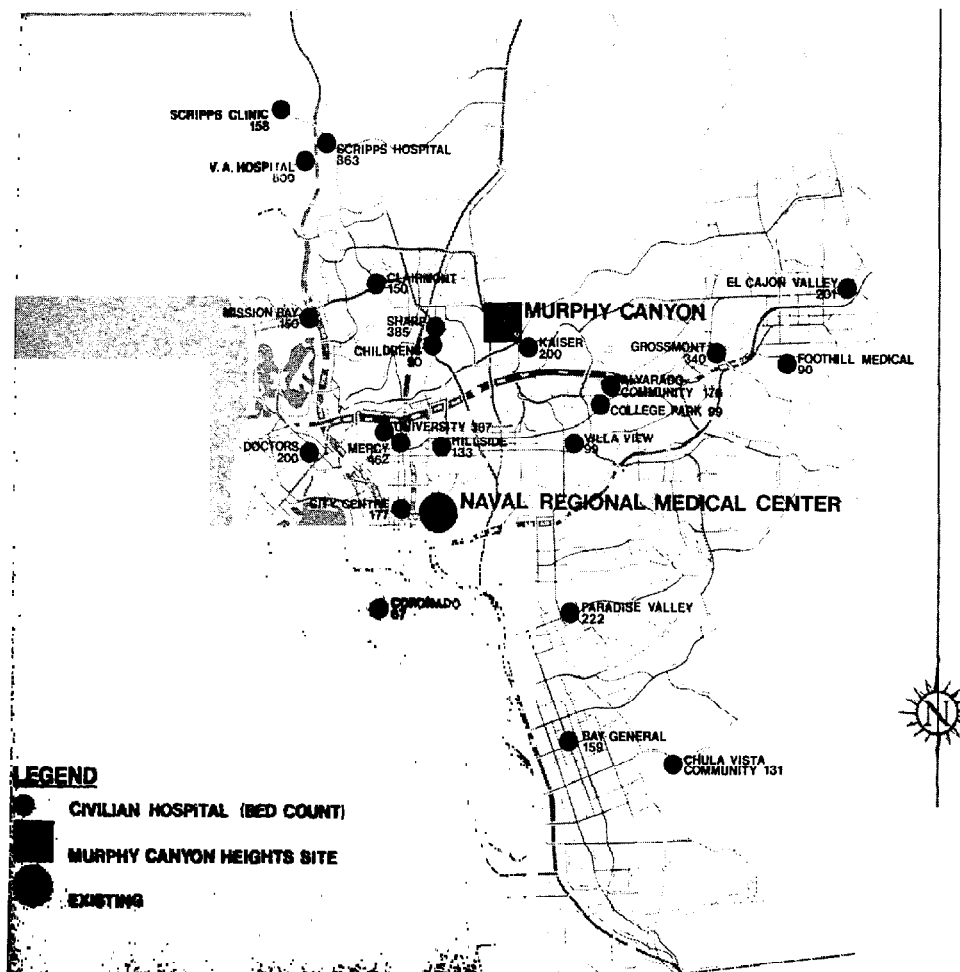 SCRIPPS CLINIC
158
SCRIPPS HOSPITAL
363
V.A. HOSPITAL
CLAIRMONT
150
EL CAJON VALLEY
201
MISSION BAY
150
MURPHY CANYON
SHARP
385
CHILDRENS
KAISER
200
GROSSMONT
340
FOOTHILL MEDICAL
90
ALVARADO
COMMUNITY
COLLEGE PARK 99
UNIVERSITY 397
MERCY
462
HILLSIDE
133
VILLA VIEW
99
DOCTORS
200
CITY CENTRE
177
NAVAL REGIONAL MEDICAL CENTER
CORONADO
PARADISE VALLEY
222
BAY GENERAL
159
CHULA VISTA
COMMUNITY 131
N
LEGEND
CIVILIAN HOSPITAL (BED COUNT)
MURPHY CANYON HEIGHTS SITE
EXISTING